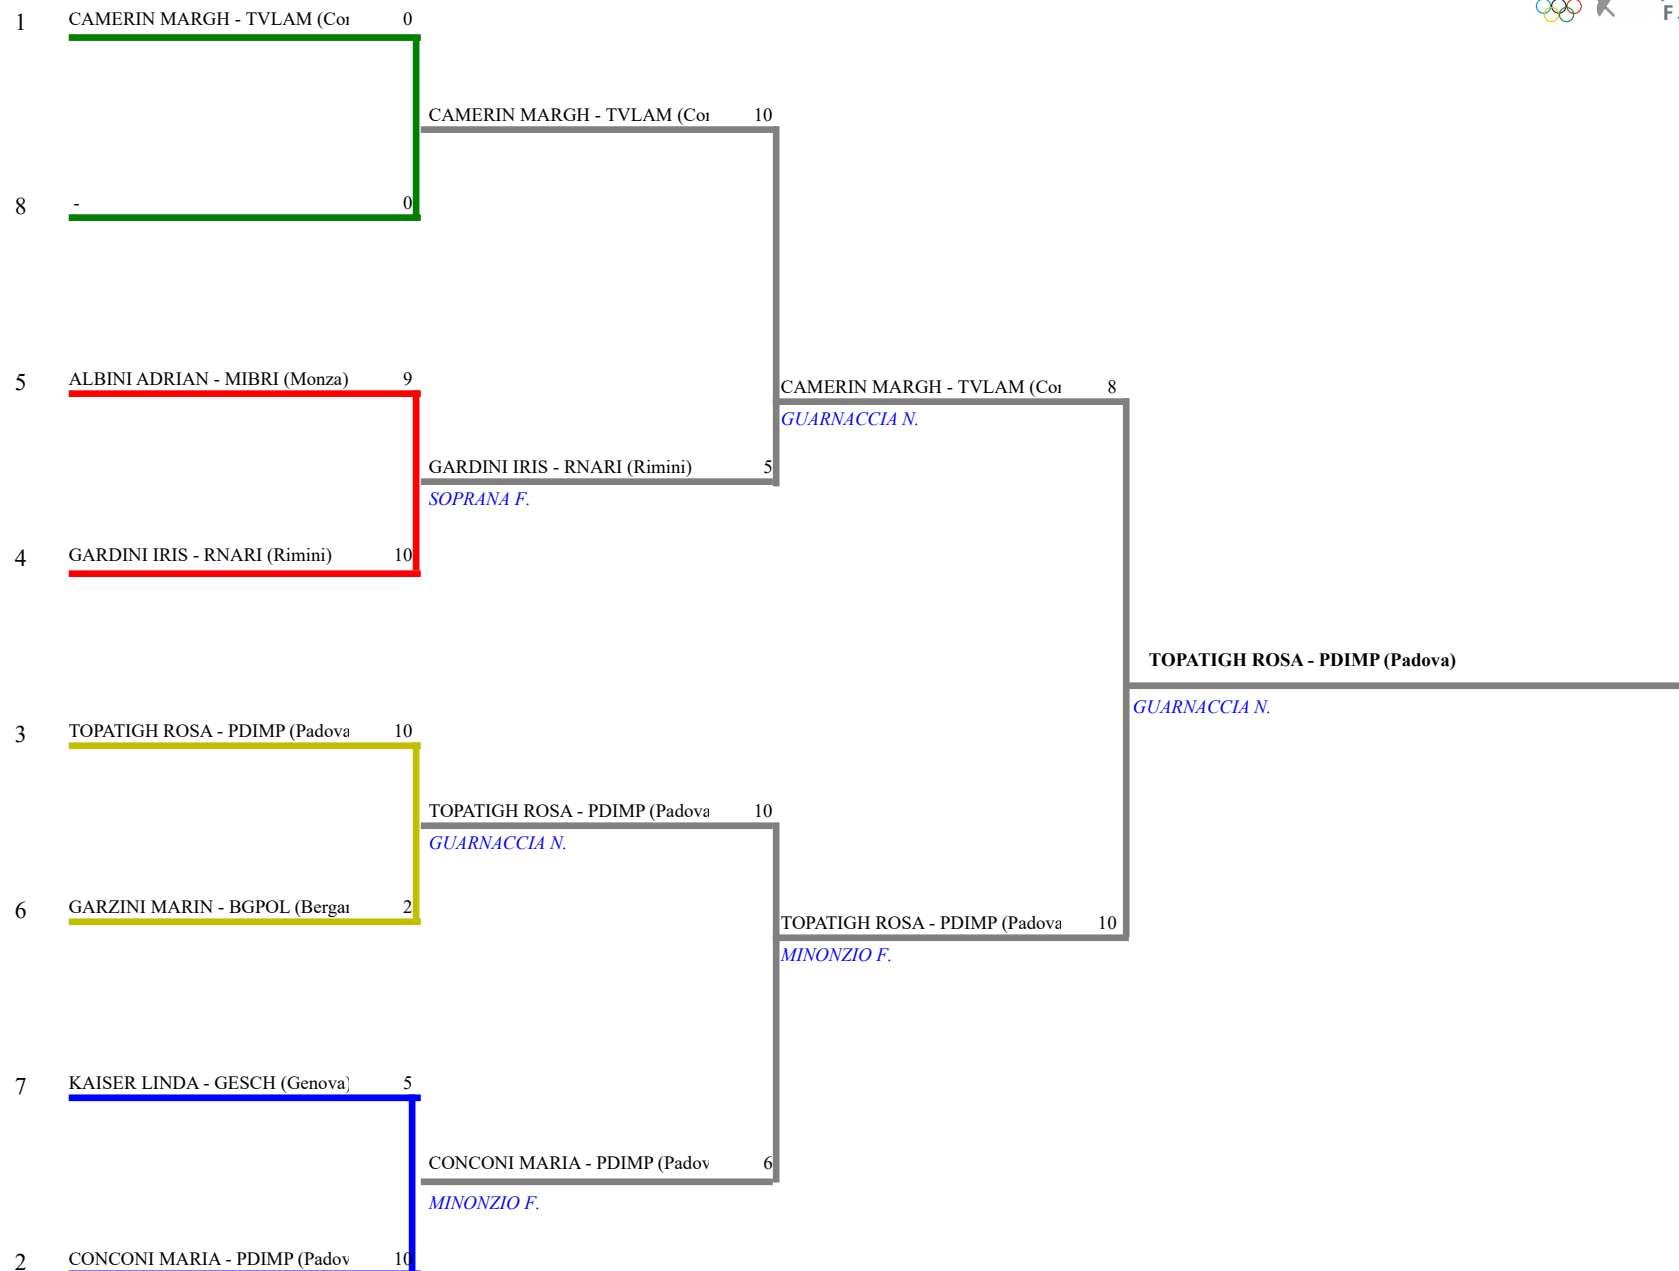 1 CAMERIN MARGH - TVLAM (Co 0
F
CAMERIN MARGH - TVLAM (Co 10
8 - 0
5 ALBINI ADRIAN - MIBRI (Monza) 9
CAMERIN MARGH - TVLAM (Co 8
GUARNACCIA N.
GARDINI IRIS - RNARI (Rimini) 5
SOPRANA F.
4 GARDINI IRIS - RNARI (Rimini) 10
TOPATIGH ROSA - PDIMP (Padova)
GUARNACCIA N.
3 TOPATIGH ROSA - PDIMP (Padova 10
TOPATIGH ROSA - PDIMP (Padova 10
GUARNACCIA N.
6 GARZINI MARIN - BGPOL (Berga 2
TOPATIGH ROSA - PDIMP (Padova 10
MINONZIO F.
7 KAISER LINDA - GESCH (Genova) 5
CONCONI MARIA - PDIMP (Padov 6
MINONZIO F.
2 CONCONI MARIA - PDIMP (Padov 10